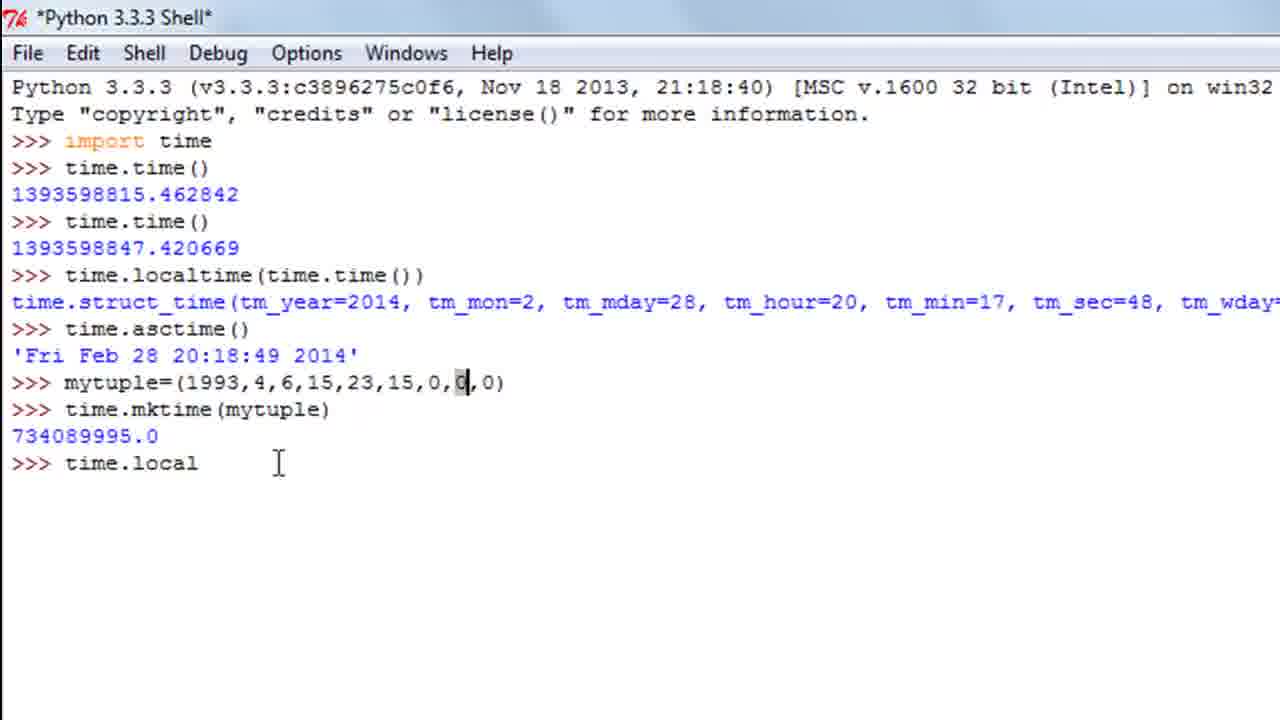 *Python 3.3.3 Shell*
File Edit Shell Debug Options Windows Help
Python 3.3.3 (v3.3.3:c3896275c0f6, Nov 18 2013, 21:18:40) [MSC v.1600 32 bit (Intel)] on win32
Type "copyright", "credits" or "license()" for more information.
>>> import time
>>> time.time()
1393598815.462842
>>> time.time()
1393598847.420669
>>> time.localtime(time.time())
time.struct_time(tm_year=2014, tm_mon=2, tm_mday=28, tm_hour=20, tm_min=17, tm_sec=48, tm_wday=
>>> time.asctime()
'Fri Feb 28 20:18:49 2014'
>>> mytuple=(1993,4,6,15,23,15,0,0,0)
>>> time.mktime(mytuple)
734089995.0
>>> time.local